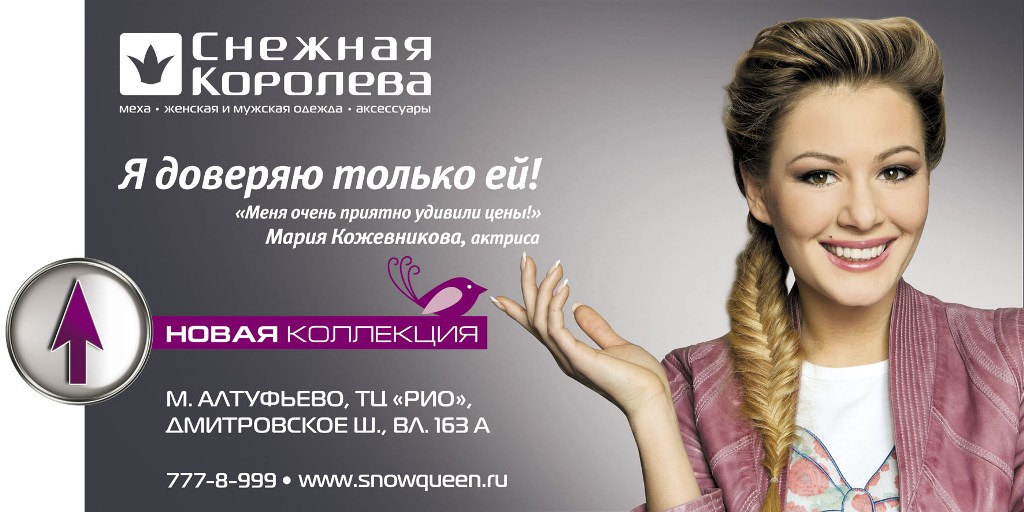 Снежная
Королева
меха • женская и мужская одежда • аксессуары
Я доверяю только ей!
«Меня очень приятно удивили цены!»
Мария Кожевникова, актриса
НОВАЯ КОЛЛЕКЦИЯ
М. АЛТУФЬЕВО, ТЦ «РИО»,
ДМИТРОВСКОЕ Ш., ВЛ. 163 А
777-8-999 • www.snowqueen.ru